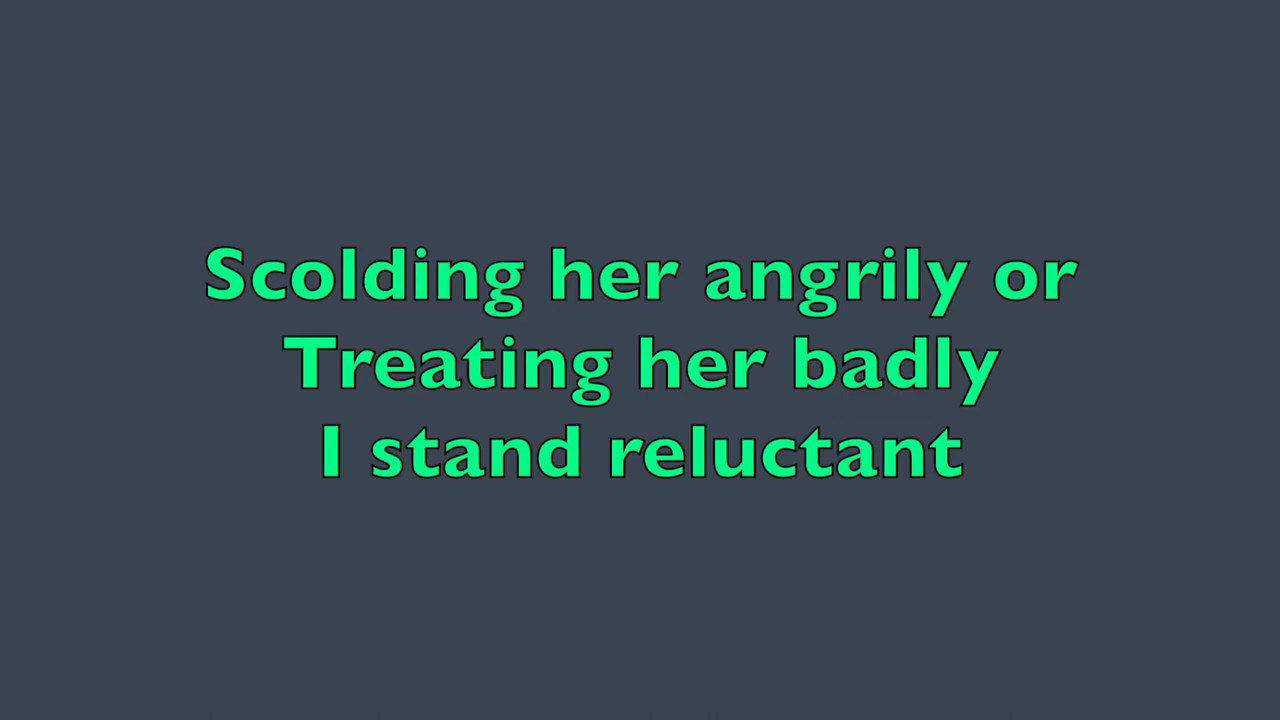 Scolding her angrily or
Treating her badly
I stand reluctant